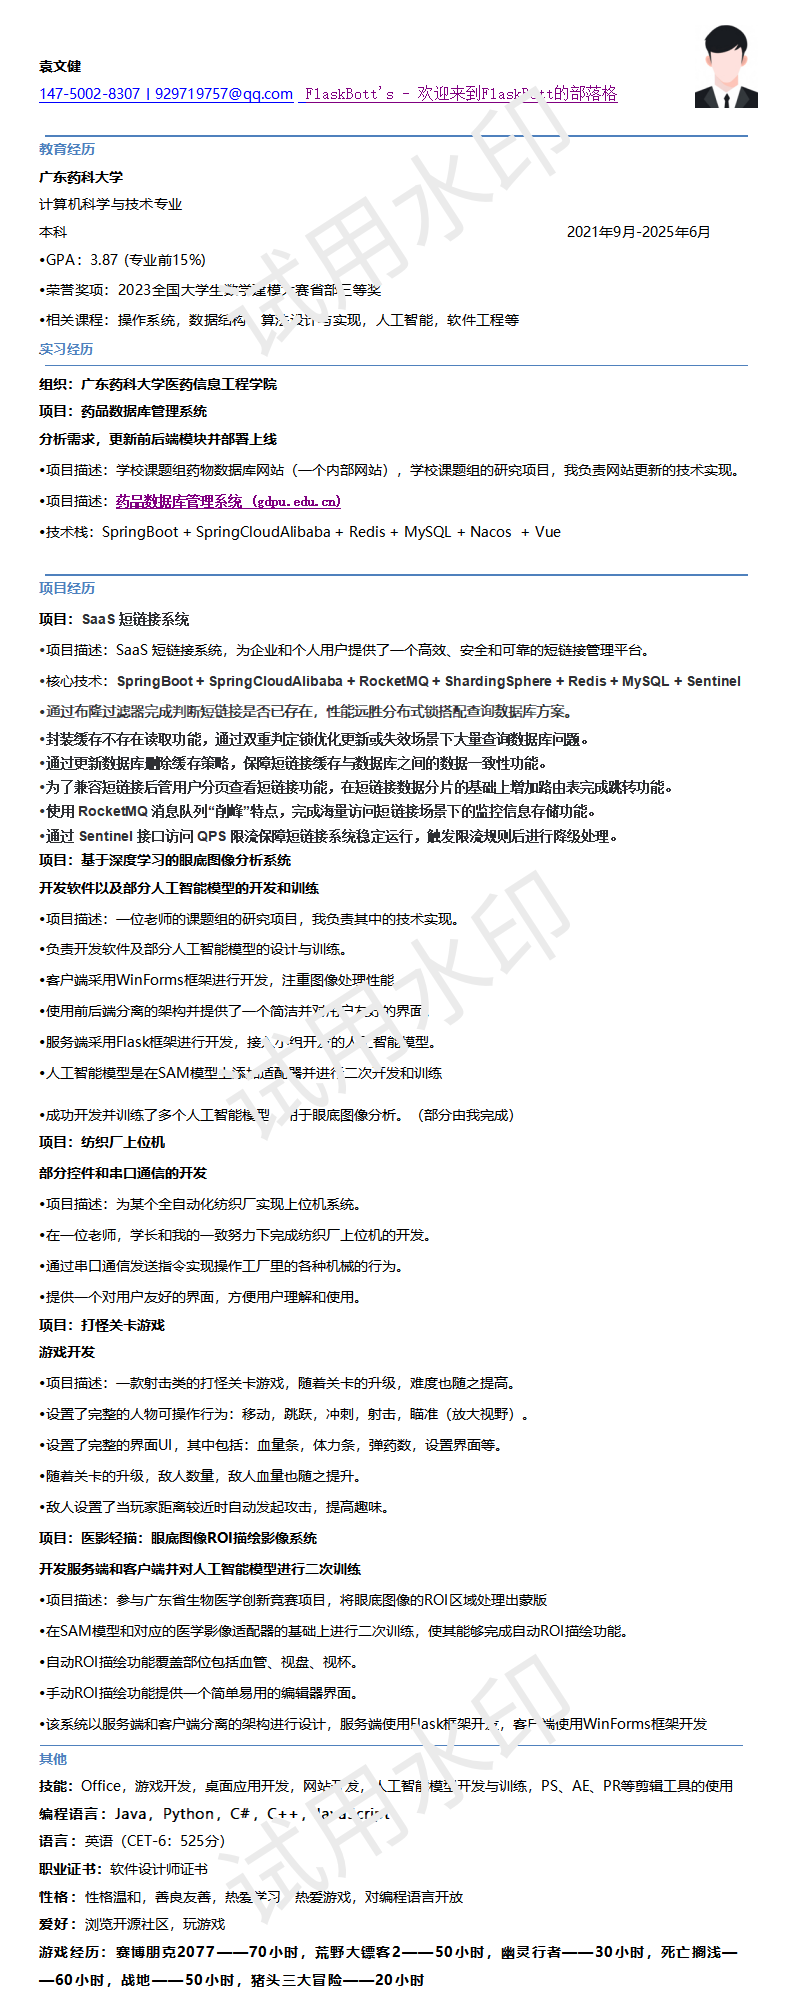 袁文健
147-5002-8307 | 929719757@qq.com FlaskBott's - 欢迎来到FlaskBott的部落格
教育经历
广东药科大学
计算机科学与技术专业
本科 2021年9月-2025年6月
•GPA：3.87 (专业前15%)
•荣誉奖项：2023全国大学生数学建模大赛省部三等奖
•相关课程：操作系统，数据结构，算法设计与实现，人工智能，软件工程等
实习经历
组织：广东药科大学医药信息工程学院
项目：药品数据库管理系统
分析需求，更新前后端模块并部署上线
•项目描述：学校课题组药物数据库网站（一个内部网站），学校课题组的研究项目，我负责网站更新的技术实现。
•项目描述：药品数据库管理系统 (gdpu.edu.cn)
•技术栈：SpringBoot + SpringCloudAlibaba + Redis + MySQL + Nacos + Vue
项目经历
项目：SaaS 短链接系统
•项目描述：SaaS 短链接系统，为企业和个人用户提供了一个高效、安全和可靠的短链接管理平台。
•核心技术：SpringBoot + SpringCloudAlibaba + RocketMQ + ShardingSphere + Redis + MySQL + Sentinel
•通过布隆过滤器完成判断短链接是否已存在，性能远胜分布式锁搭配查询数据库方案。
•封装缓存不存在读取功能，通过双重判定锁优化更新或失效场景下大量查询数据库问题。
•通过更新数据库删除缓存策略，保障短链接缓存与数据库之间的数据一致性功能。
•为了兼容短链接后管用户分页查看短链接功能，在短链接数据分片的基础上增加路由表完成跳转功能。
•使用 RocketMQ 消息队列“削峰”特点，完成海量访问短链接场景下的监控信息存储功能。
•通过 Sentinel 接口访问 QPS 限流保障短链接系统稳定运行，触发限流规则后进行降级处理。
项目：基于深度学习的眼底图像分析系统
开发软件以及部分人工智能模型的开发和训练
•项目描述：一位老师的课题组的研究项目，我负责其中的技术实现。
•负责开发软件及部分人工智能模型的设计与训练。
•客户端采用WinForms框架进行开发，注重图像处理性能
•使用前后端分离的架构并提供了一个简洁并对用户友好的界面。
•服务端采用Flask框架进行开发，接入小组开发的人工智能模型。
•人工智能模型是在SAM模型上添加适配器并进行二次开发和训练
•成功开发并训练了多个人工智能模型，用于眼底图像分析。（部分由我完成）
项目：纺织厂上位机
部分控件和串口通信的开发
•项目描述：为某个全自动化纺织厂实现上位机系统。
•在一位老师，学长和我的一致努力下完成纺织厂上位机的开发。
•通过串口通信发送指令实现操作工厂里的各种机械的行为。
•提供一个对用户友好的界面，方便用户理解和使用。
项目：打怪关卡游戏
游戏开发
•项目描述：一款射击类的打怪关卡游戏，随着关卡的升级，难度也随之提高。
•设置了完整的人物可操作行为：移动，跳跃，冲刺，射击，瞄准（放大视野）。
•设置了完整的界面UI，其中包括：血量条，体力条，弹药数，设置界面等。
•随着关卡的升级，敌人数量，敌人血量也随之提升。
•敌人设置了当玩家距离较近时自动发起攻击，提高趣味。
项目：医影轻描：眼底图像ROI描绘影像系统
开发服务端和客户端并对人工智能模型进行二次训练
•项目描述：参与广东省生物医学创新竞赛项目，将眼底图像的ROI区域处理出蒙版
•在SAM模型和对应的医学影像适配器的基础上进行二次训练，使其能够完成自动ROI描绘功能。
•自动ROI描绘功能覆盖部位包括血管、视盘、视杯。
•手动ROI描绘功能提供一个简单易用的编辑器界面。
•该系统以服务端和客户端分离的架构进行设计，服务端使用Flask框架开发，客户端使用WinForms框架开发
其他
技能：Office，游戏开发，桌面应用开发，网站开发，人工智能模型开发与训练，PS、AE、PR等剪辑工具的使用
编程语言：Java，Python，C#，C++，Javascript
语言：英语（CET-6：525分）
职业证书：软件设计师证书
性格：性格温和，善良友善，热爱学习，热爱游戏，对编程语言开放
爱好：浏览开源社区，玩游戏
游戏经历：赛博朋克2077——70小时，荒野大镖客2——50小时，幽灵行者——30小时，死亡搁浅—
—60小时，战地——50小时，猪头三大冒险——20小时
试用水印
试用水印
试用水印